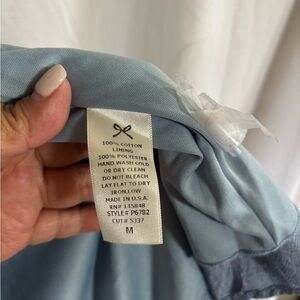 100% COTTON
LINING
100% POLYESTER
HAND WASH COLD
OR DRY CLEAN
DO NOT BLEACH
LAY FLAT TO DRY
IRON LOW
MADE IN U.S.A.
RN# 145848
STYLE# P6782
CUT# 5337
M